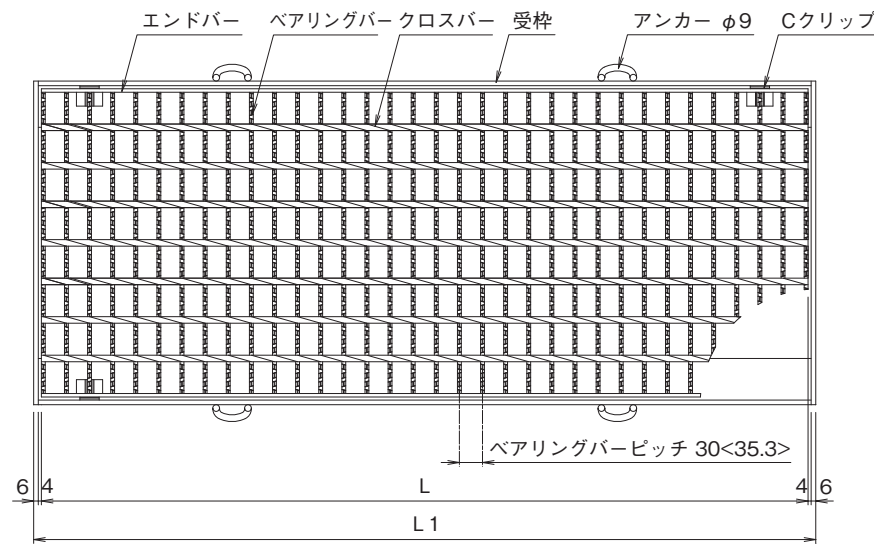 エンドバー
ベアリングバー
クロスバー
受枠
アンカー φ9
Cクリップ
ベアリングバーピッチ 30<35.3>
6 4 L 4 6
L1